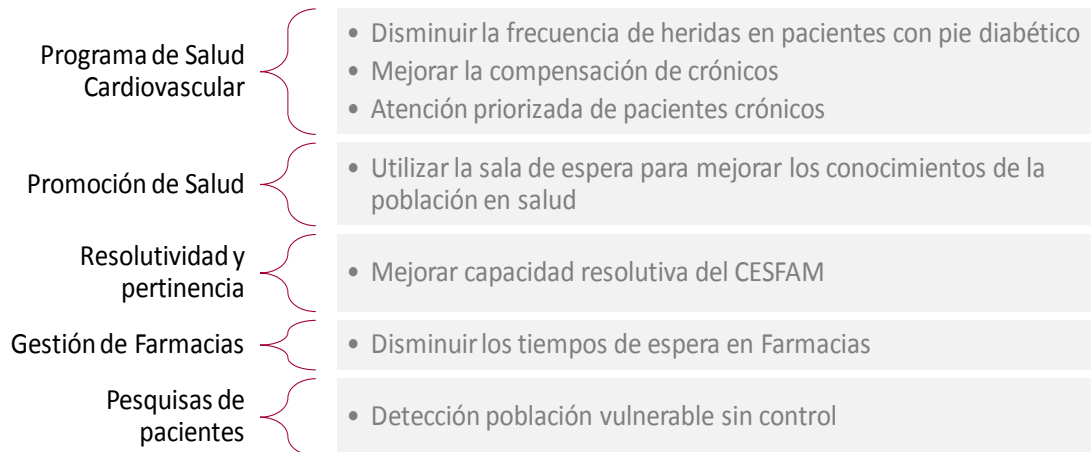 Programa de Salud
Cardiovascular
• Disminuir la frecuencia de heridas en pacientes con pie diabético
• Mejorar la compensación de crónicos
• Atención priorizada de pacientes crónicos
Promoción de Salud
• Utilizar la sala de espera para mejorar los conocimientos de la
población en salud
Resolutividad y
pertinencia
• Mejorar capacidad resolutiva del CESFAM
Gestión de Farmacias
• Disminuir los tiempos de espera en Farmacias
Pesquisas de
pacientes
• Detección población vulnerable sin control